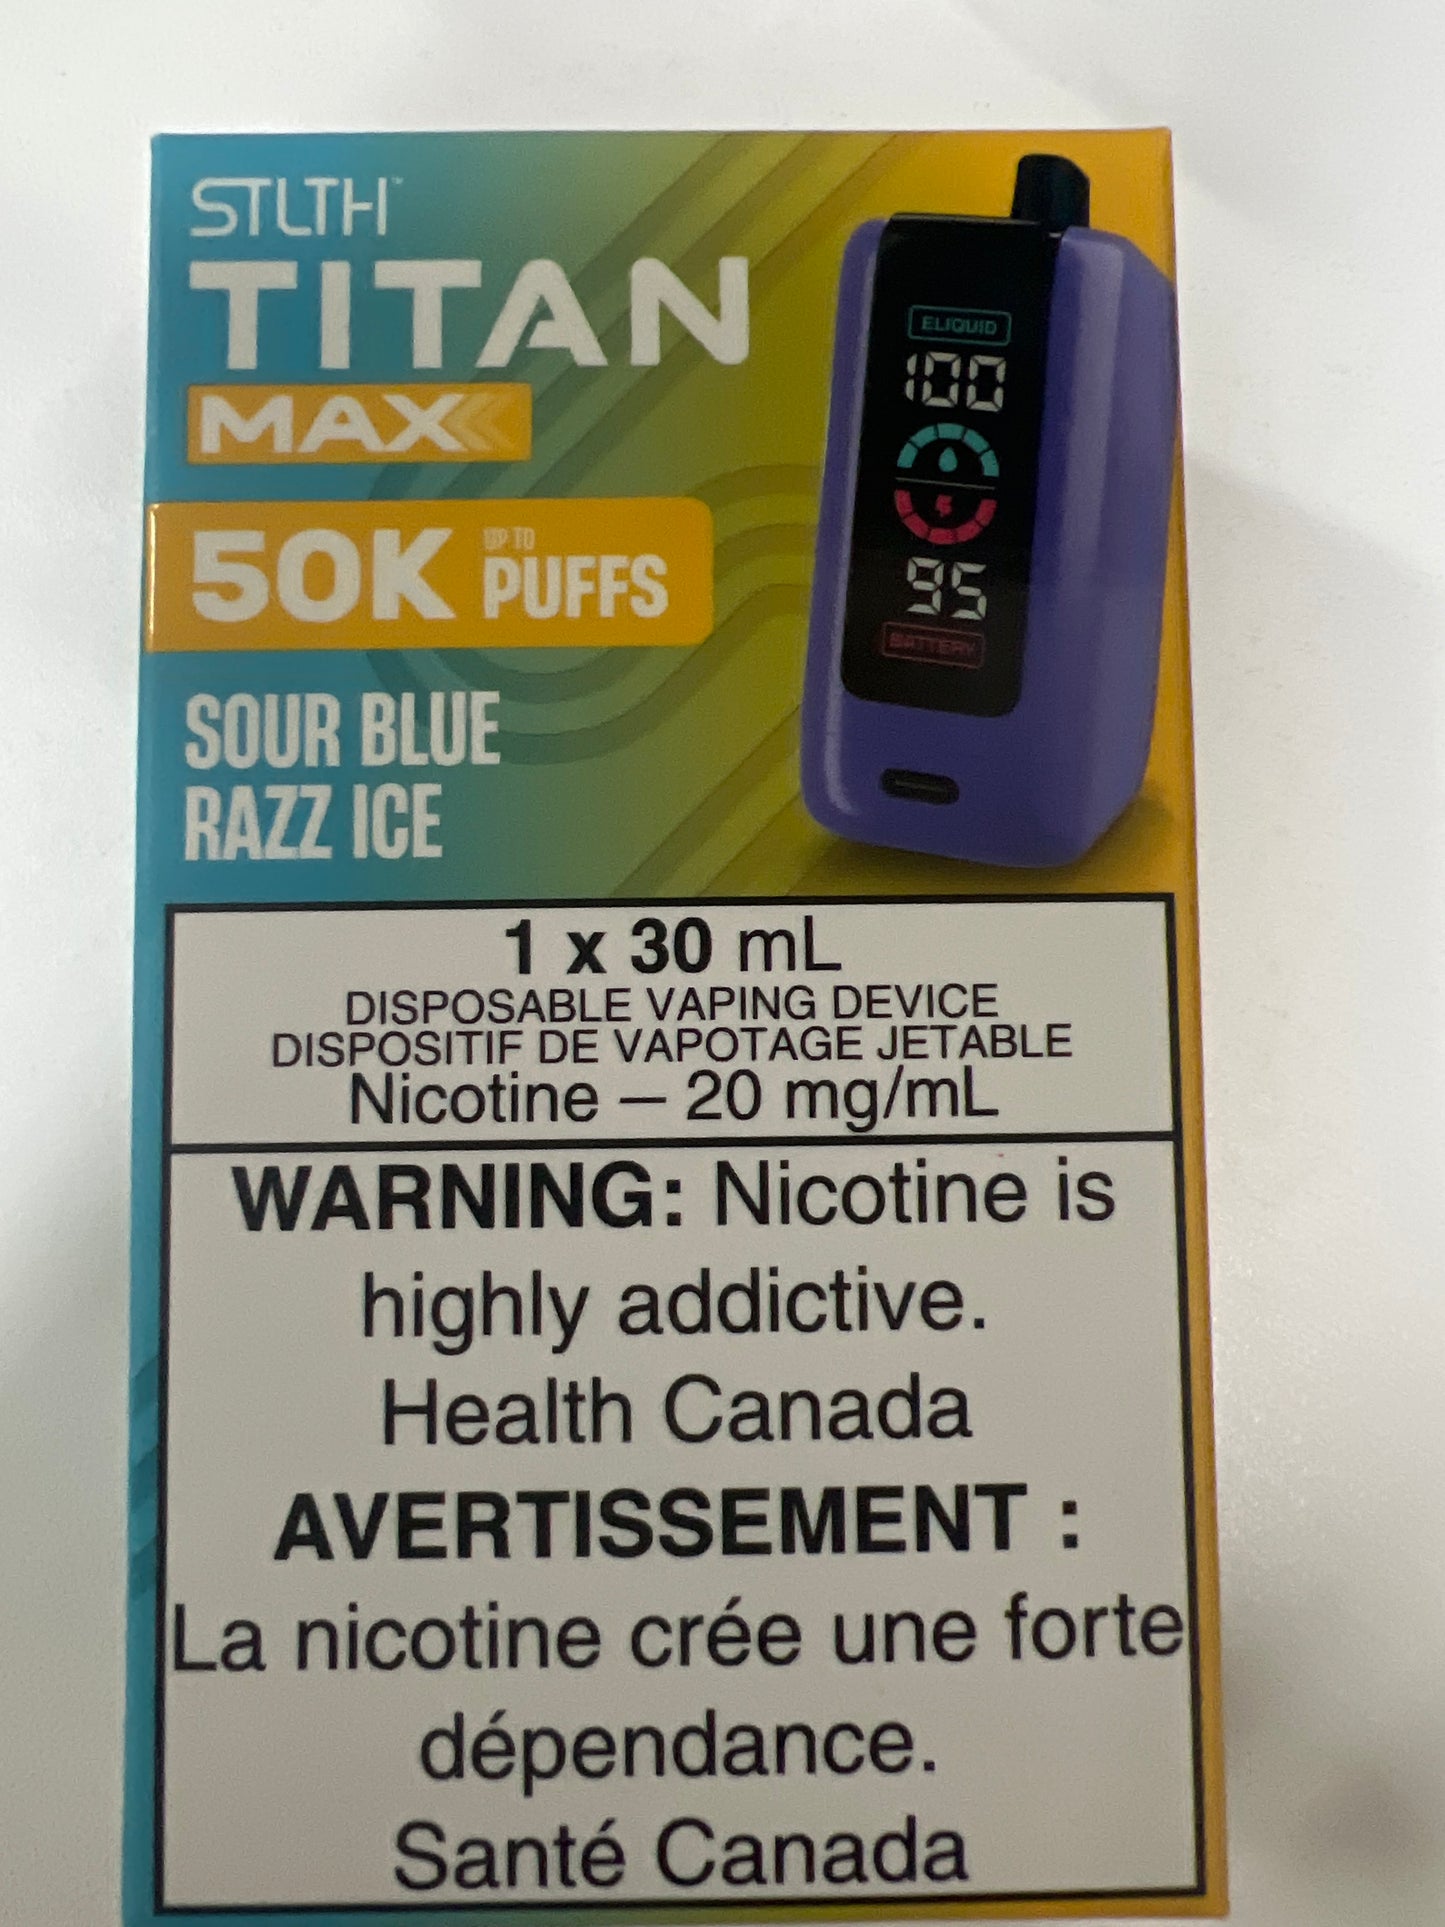 STLTH™
TITAN
MAX
50K UP TO PUFFS
SOUR BLUE
RAZZ ICE
ELIQUID
100
95
BATTERY
1 x 30 mL
DISPOSABLE VAPING DEVICE
DISPOSITIF DE VAPOTAGE JETABLE
Nicotine – 20 mg/mL
WARNING: Nicotine is
highly addictive.
Health Canada
AVERTISSEMENT :
La nicotine crée une forte
dépendance.
Santé Canada